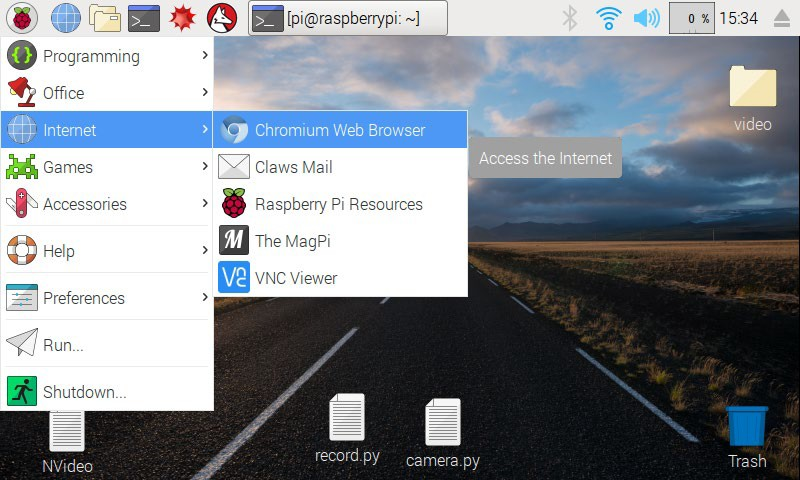 [pi@raspberrypi: ~]
0 %
15:34
Programming
Office
Internet
Games
Accessories
Help
Preferences
Run...
Shutdown...
Chromium Web Browser
Claws Mail
Raspberry Pi Resources
The MagPi
VNC Viewer
Access the Internet
video
NVideo
record.py
camera.py
Trash